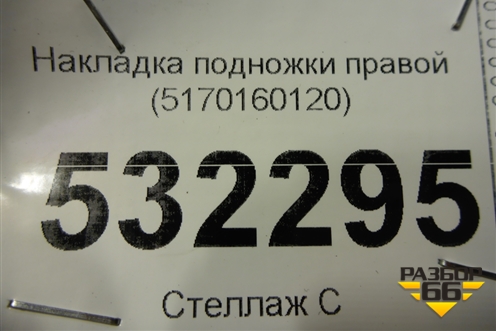 Накладка подножки правой
(5170160120)
532295
Стеллаж С
РАЗБОР
66